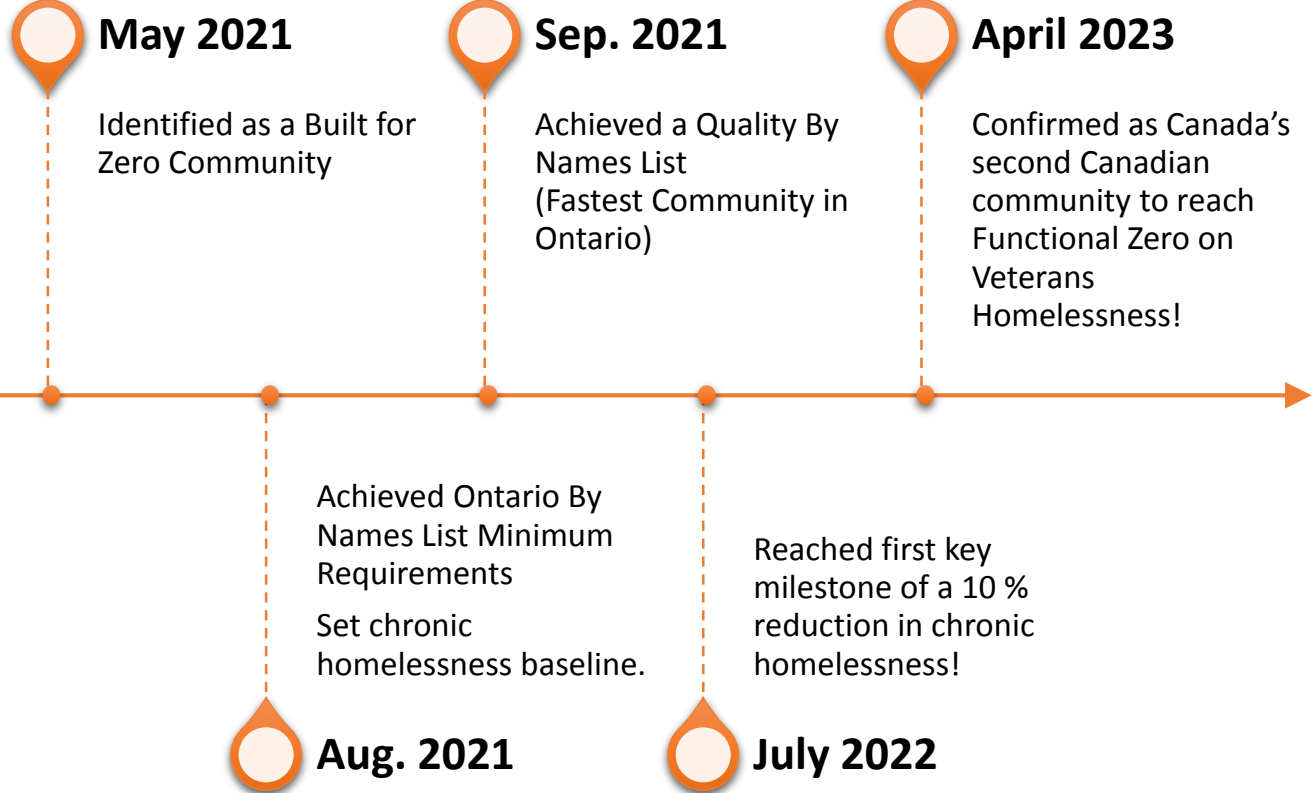 May 2021
Identified as a Built for
Zero Community
Aug. 2021
Achieved Ontario By
Names List Minimum
Requirements
Set chronic
homelessness baseline.
Sep. 2021
Achieved a Quality By
Names List
(Fastest Community in
Ontario)
July 2022
Reached first key
milestone of a 10 %
reduction in chronic
homelessness!
April 2023
Confirmed as Canada’s
second Canadian
community to reach
Functional Zero on
Veterans
Homelessness!